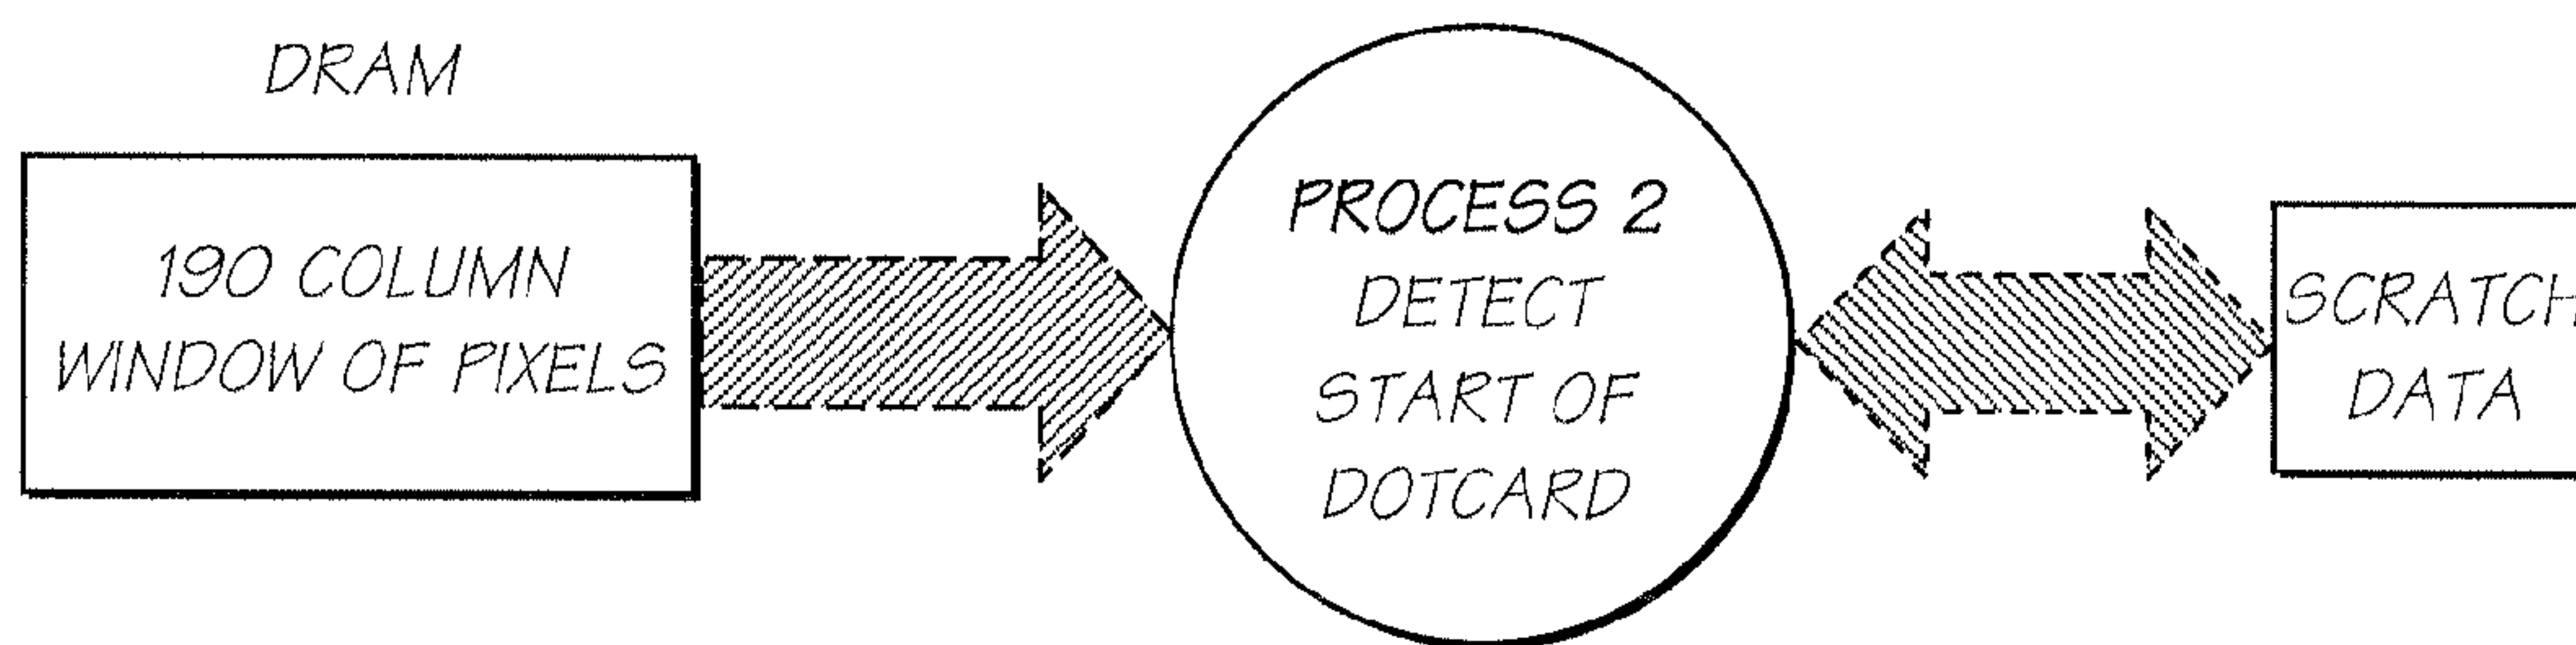 DRAM
190 COLUMN
WINDOW OF PIXELS
PROCESS 2
DETECT
START OF
DOTCARD
SCRATCH
DATA